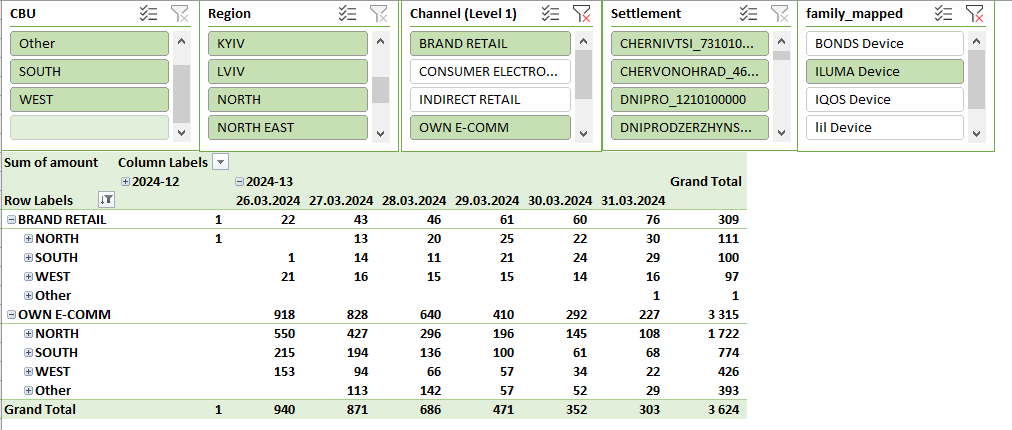 CBU Region Channel (Level 1) Settlement family_mapped
Other KYIV BRAND RETAIL CHERNIVTSI_731010... BONDS Device
SOUTH LVIV CONSUMER ELECTRO... CHERVONOHRAD_46... ILUMA Device
WEST NORTH INDIRECT RETAIL DNIPRO_1210100000 IQOS Device
NORTH EAST OWN E-COMM DNIPRODZERZHYNS... lil Device
Sum of amount Column Labels
2024-12 2024-13 Grand Total
Row Labels 26.03.2024 27.03.2024 28.03.2024 29.03.2024 30.03.2024 31.03.2024
BRAND RETAIL 1 22 43 46 61 60 76 309
NORTH 1 13 20 25 22 30 111
SOUTH 1 14 11 21 24 29 100
WEST 21 16 15 15 14 16 97
Other 1 1
OWN E-COMM 918 828 640 410 292 227 3 315
NORTH 550 427 296 196 145 108 1 722
SOUTH 215 194 136 100 61 68 774
WEST 153 94 66 57 34 22 426
Other 113 142 57 52 29 393
Grand Total 1 940 871 686 471 352 303 3 624